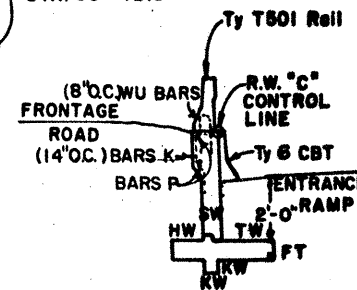 Ty T501 Rail
(8"O.C.)WU BARS
R.W. "C"
CONTROL
LINE
FRONTAGE
ROAD
(14"O.C.) BARS K
Ty 6 CBT
BARS P
ENTRANCE
RAMP
2'-0"
SW
HW
TW
FT
KW
KW